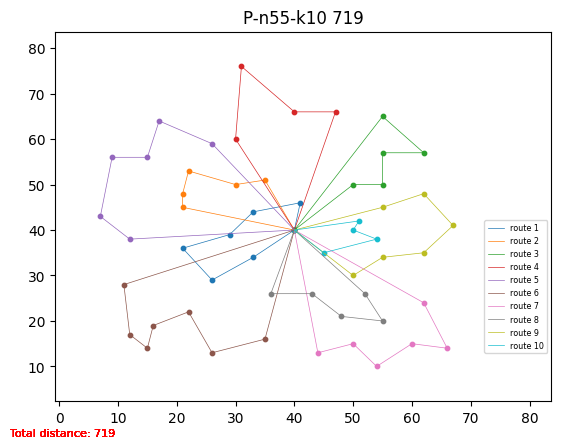 P-n55-k10 719
80
70
60
50
40
30
20
10
0 10 20 30 40 50 60 70 80
route 1
route 2
route 3
route 4
route 5
route 6
route 7
route 8
route 9
route 10
Total distance: 719